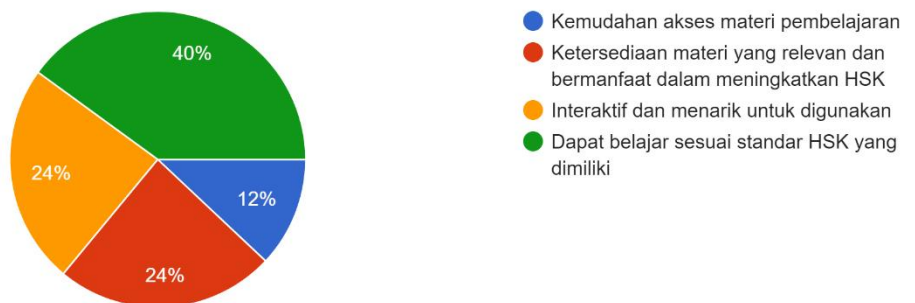 40%
24%
12%
24%
Kemudahan akses materi pembelajaran
Ketersediaan materi yang relevan dan
bermanfaat dalam meningkatkan HSK
Interaktif dan menarik untuk digunakan
Dapat belajar sesuai standar HSK yang
dimiliki